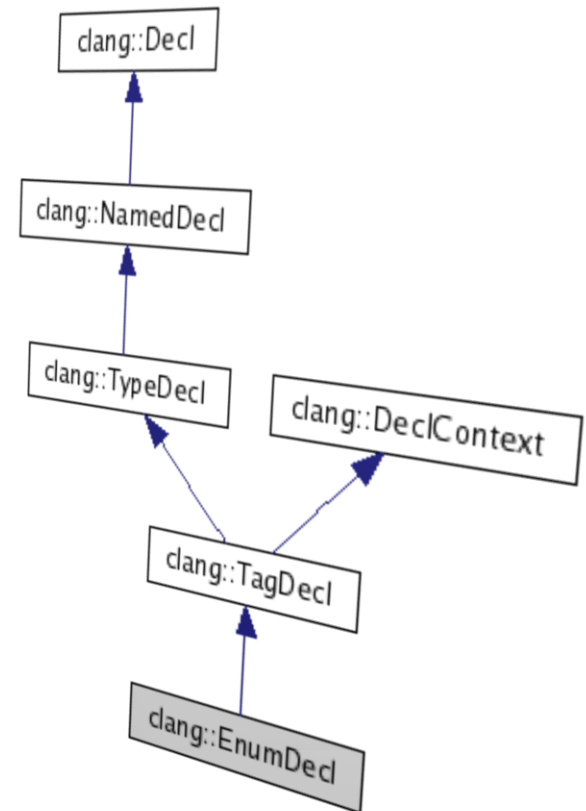 clang::Decl
clang::NamedDecl
clang::TypeDecl
clang::DeclContext
clang::TagDecl
clang::EnumDecl